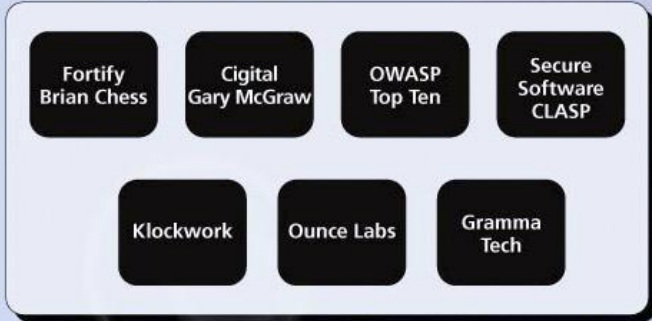 Fortify
Brian Chess
Cigital
Gary McGraw
OWASP
Top Ten
Secure
Software
CLASP
Klockwork
Ounce Labs
Gramma
Tech